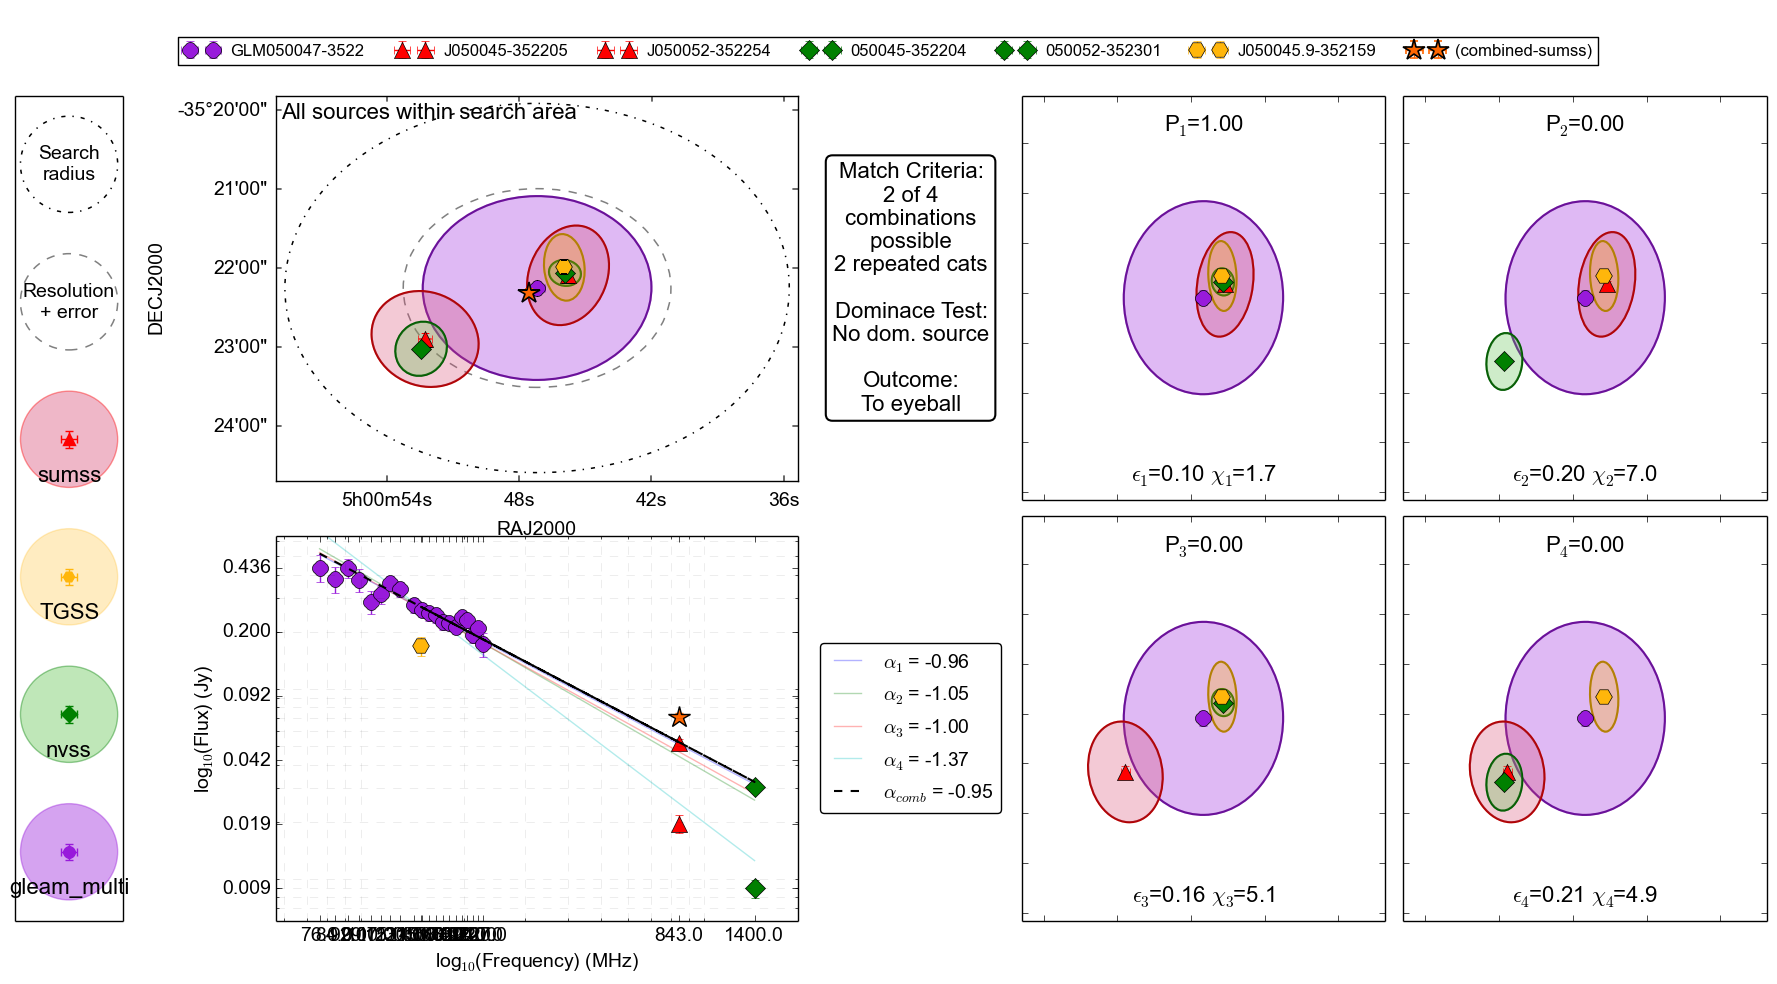 GLM050047-3522
J050045-352205
J050052-352254
050045-352204
050052-352301
J050045.9-352159
(combined-sumss)
Search
radius
Resolution
+ error
sumss
TGSS
nvss
gleam_multi
All sources within search area
DECJ2000
-35°20'00"
21'00"
22'00"
23'00"
24'00"
5h00m54s
48s
42s
36s
RAJ2000
Match Criteria:
2 of 4
combinations
possible
2 repeated cats
Dominace Test:
No dom. source
Outcome:
To eyeball
P1=1.00
ϵ1=0.10 χ1=1.7
P2=0.00
ϵ2=0.20 χ2=7.0
P3=0.00
ϵ3=0.16 χ3=5.1
P4=0.00
ϵ4=0.21 χ4=4.9
log10(Flux) (Jy)
0.436
0.200
0.092
0.042
0.019
0.009
843.0
1400.0
log10(Frequency) (MHz)
α1 = -0.96
α2 = -1.05
α3 = -1.00
α4 = -1.37
αcomb = -0.95